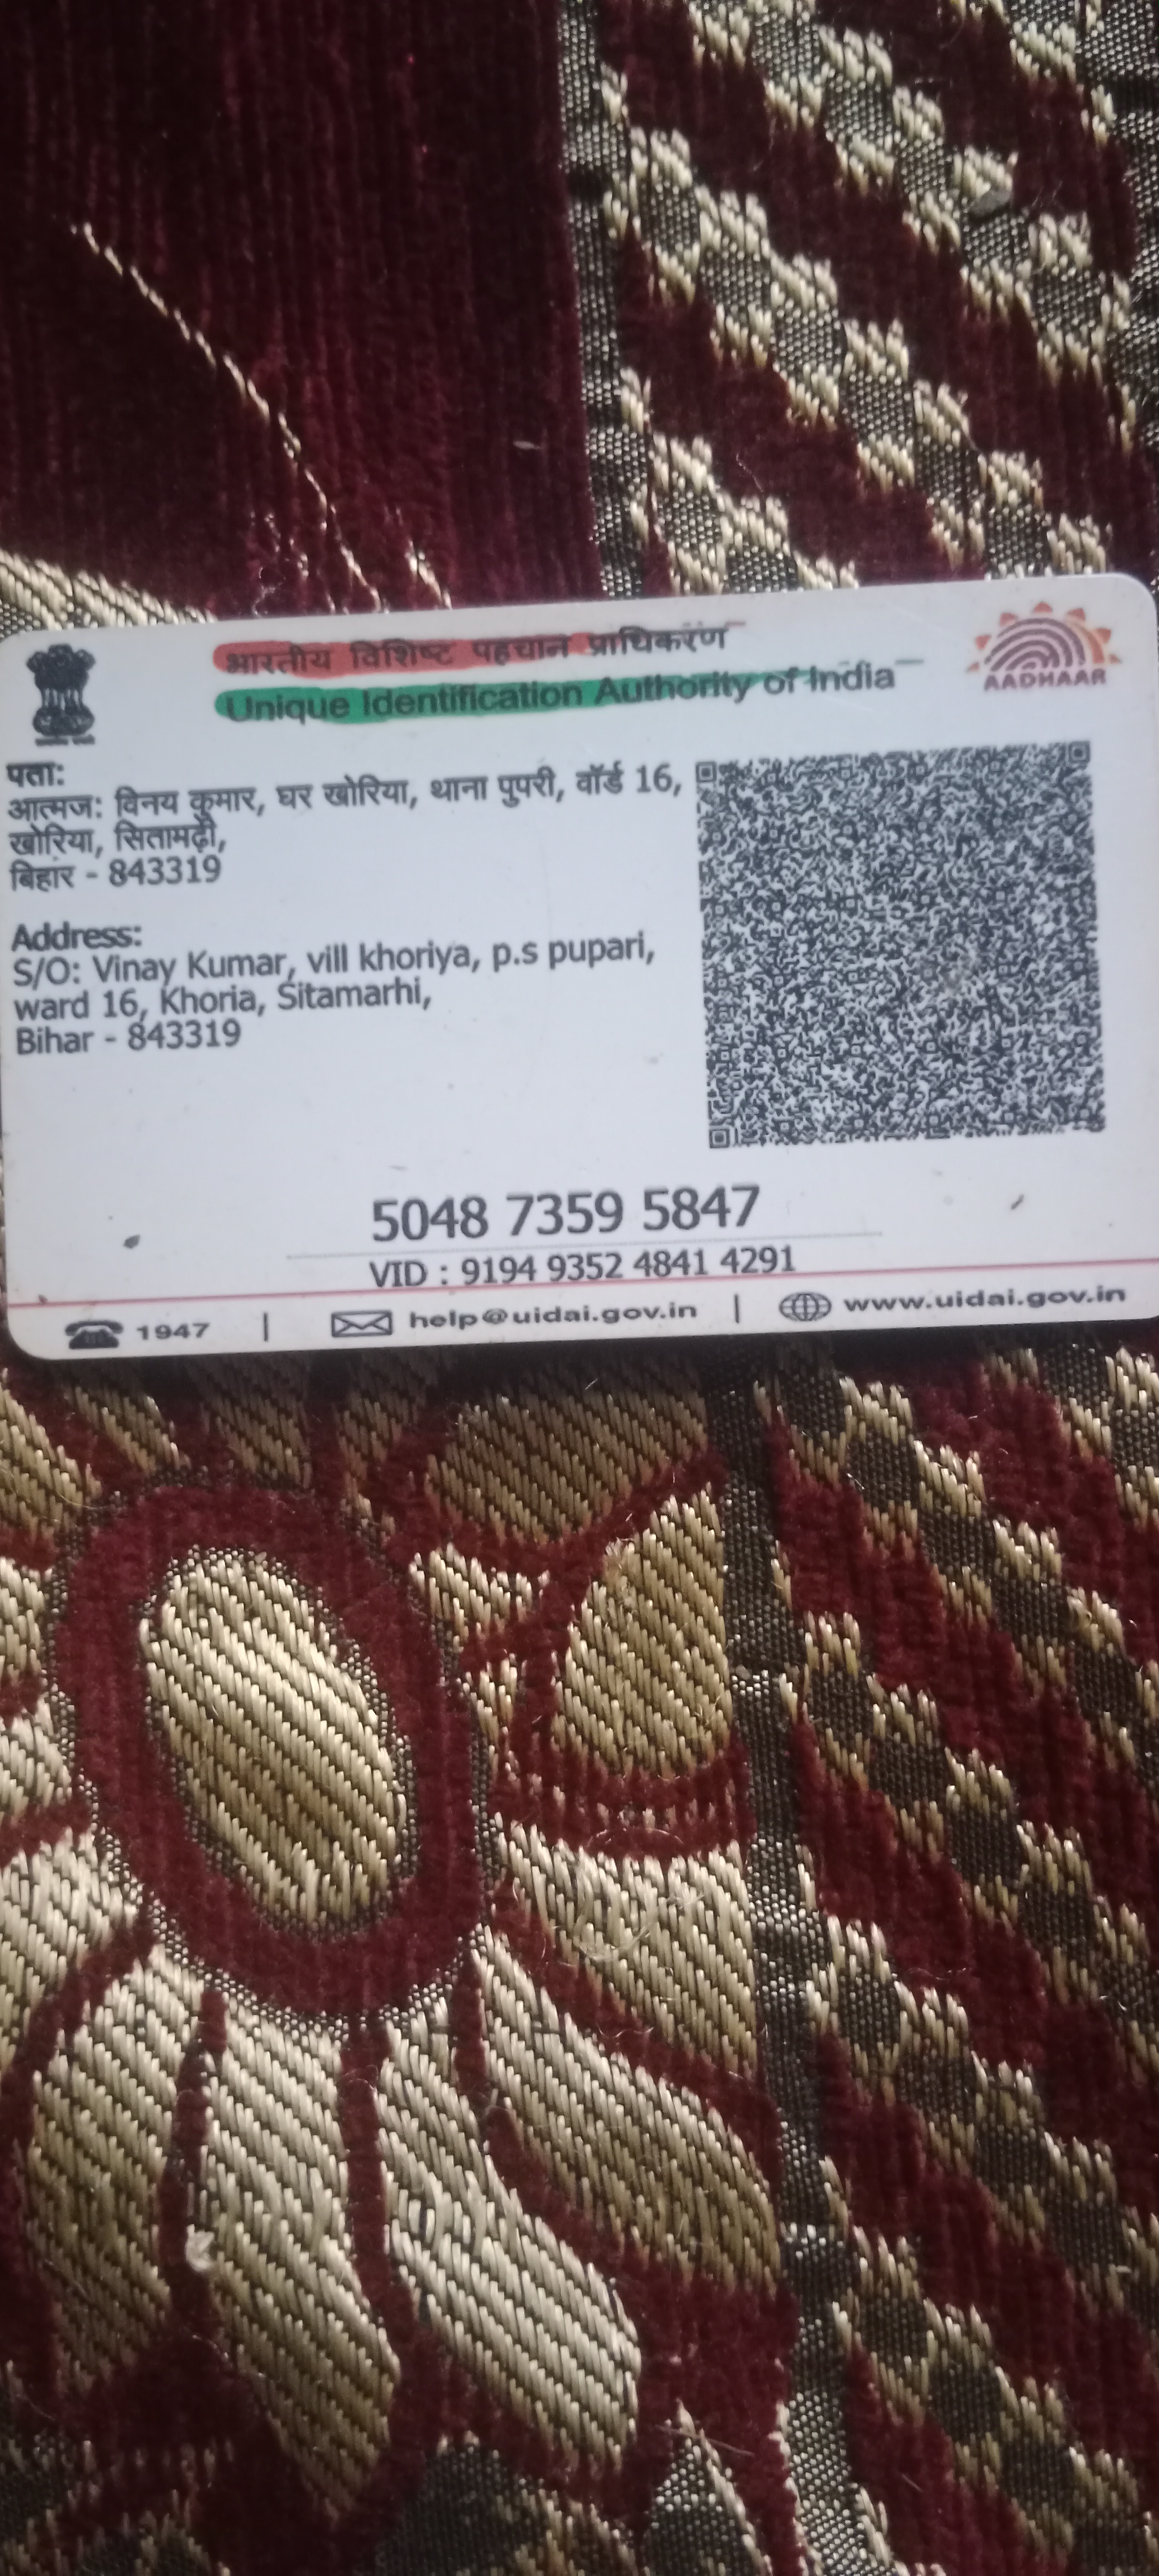 भारतीय विशिष्ट पहचान प्राधिकरण
Unique Identification Authority of India
AADHAAR
पता:
आत्मज: विनय कुमार, घर खोरिया, थाना पुपरी, वॉर्ड 16,
खोरिया, सितामढ़ी,
बिहार - 843319
Address:
S/O: Vinay Kumar, vill khoriya, p.s pupari,
ward 16, Khoria, Sitamarhi,
Bihar - 843319
5048 7359 5847
VID : 9194 9352 4841 4291
1947 | help@uidai.gov.in | www.uidai.gov.in